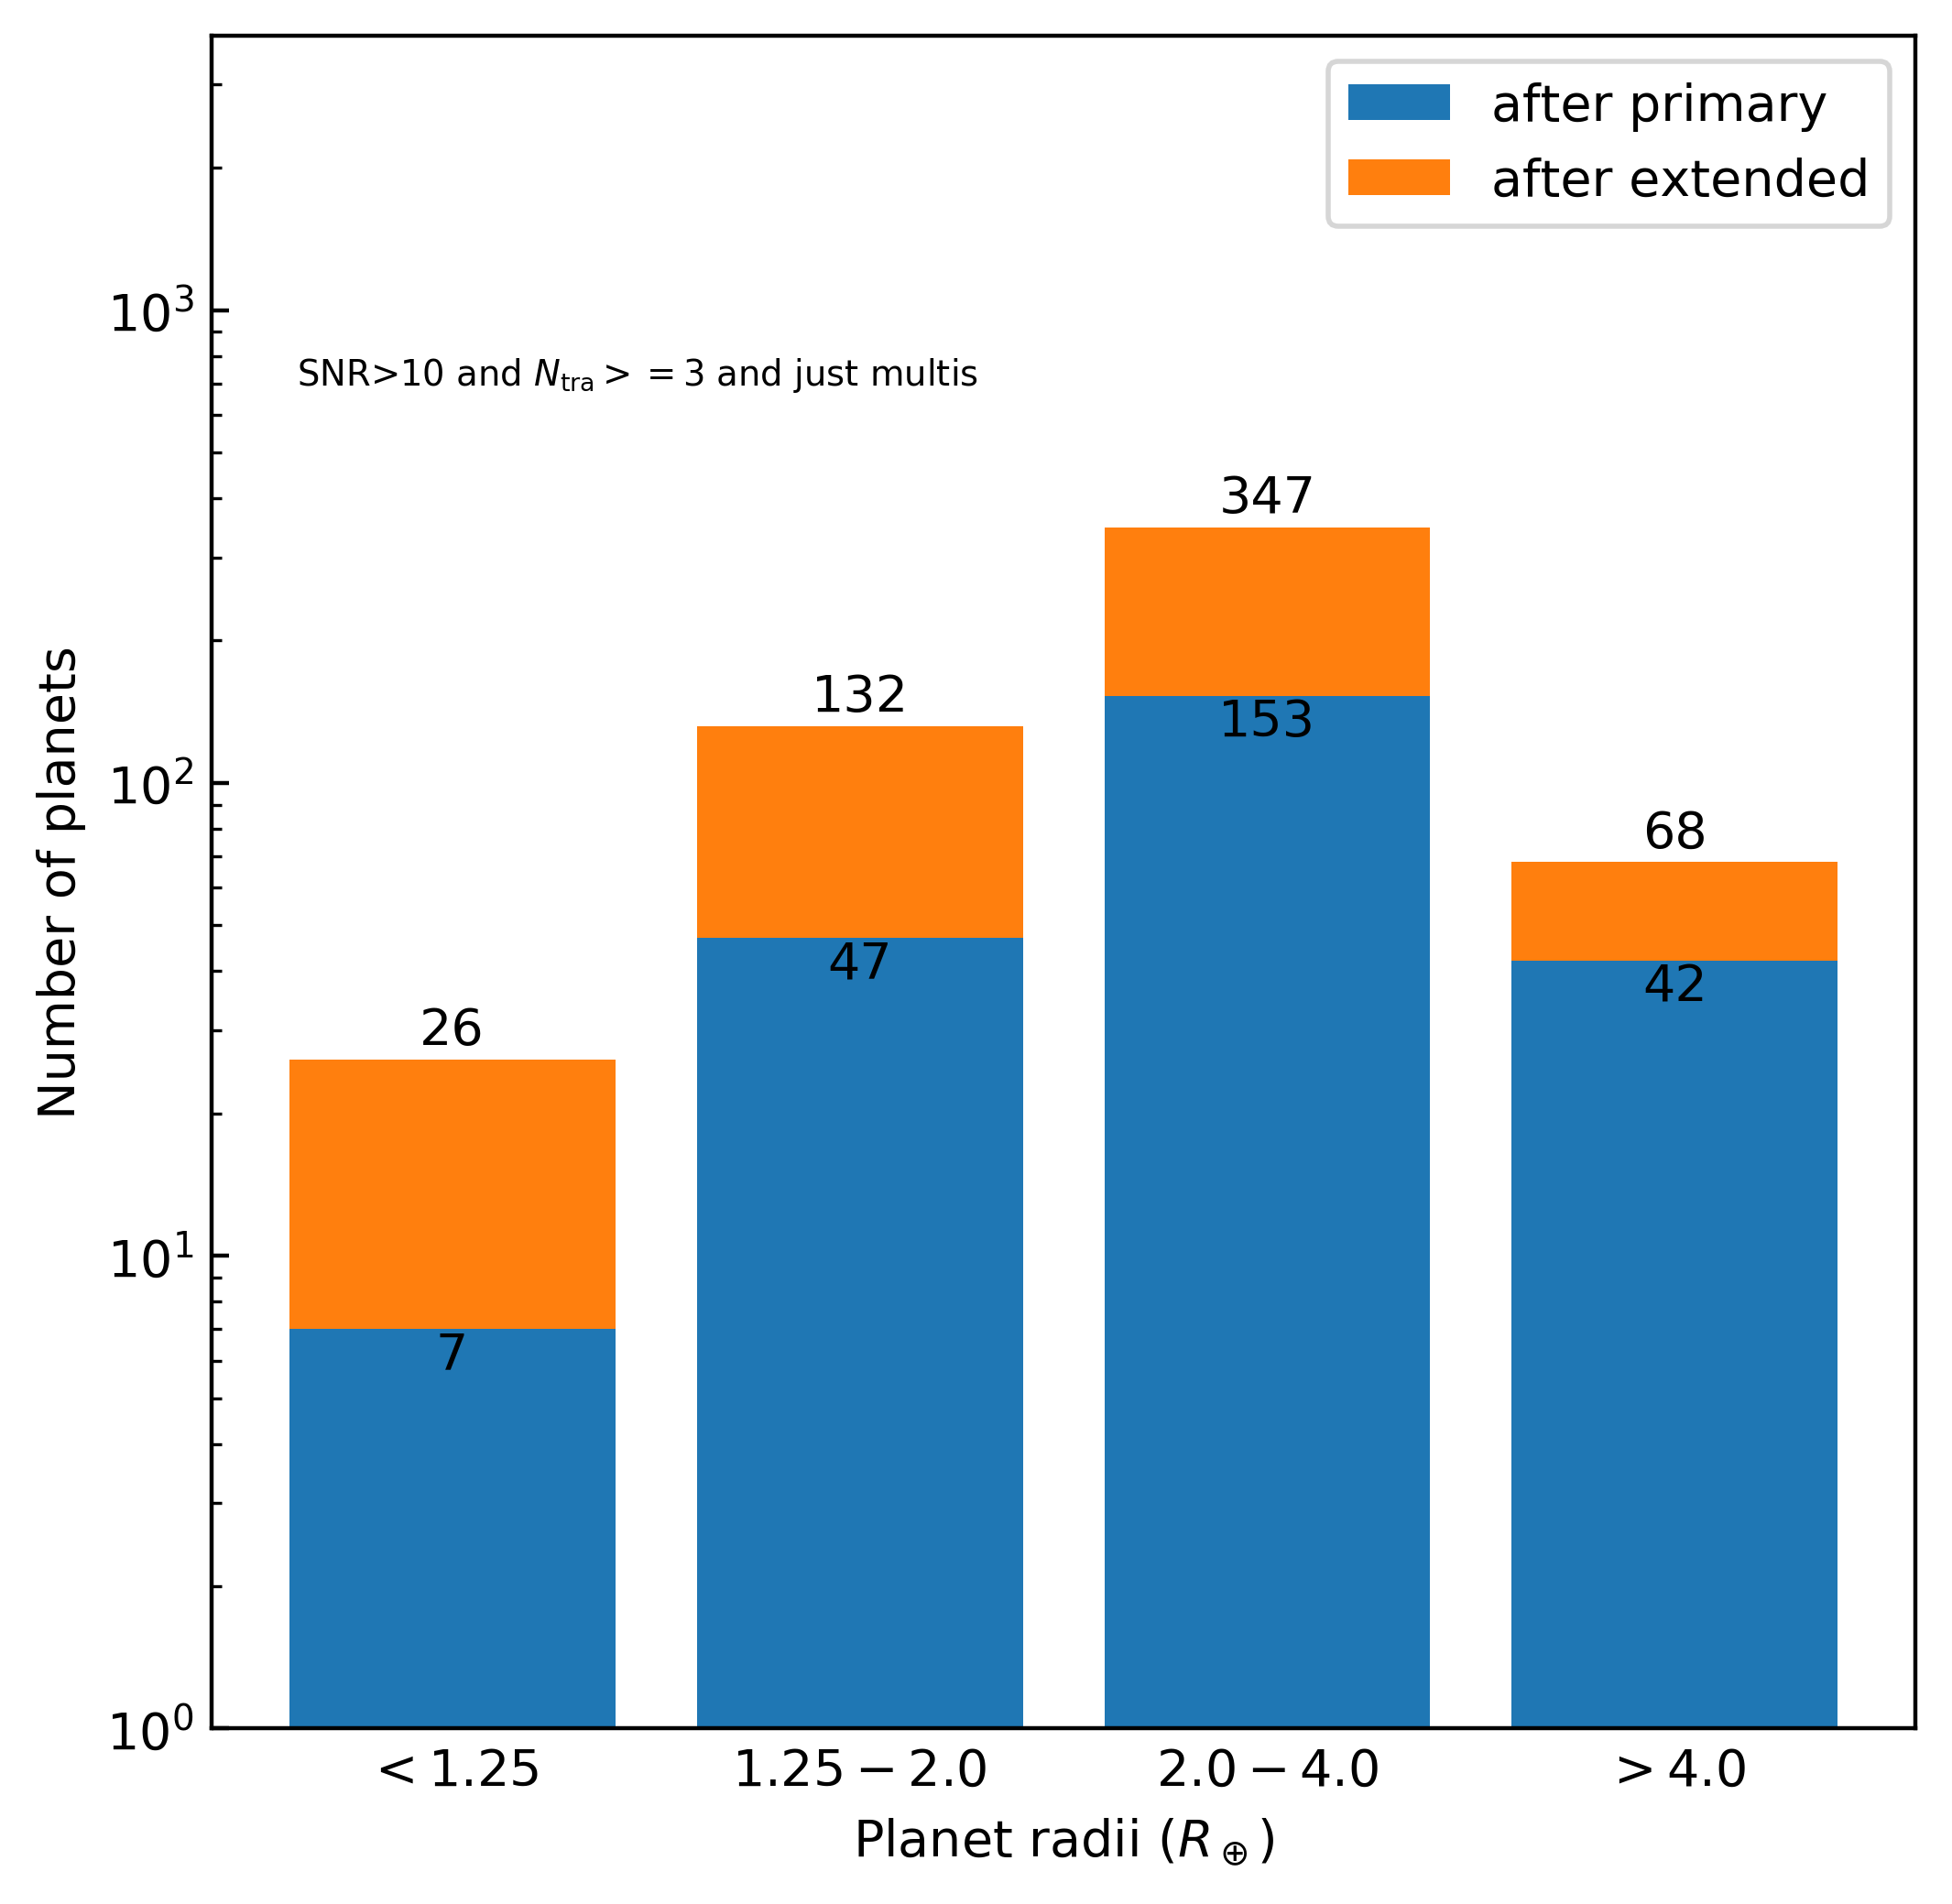 after primary
after extended
10³
SNR>10 and N_tra >= 3 and just multis
347
132
153
10²
68
47
42
26
10¹
7
10⁰
Number of planets
< 1.25
1.25 − 2.0
2.0 − 4.0
> 4.0
Planet radii (R_⊕)